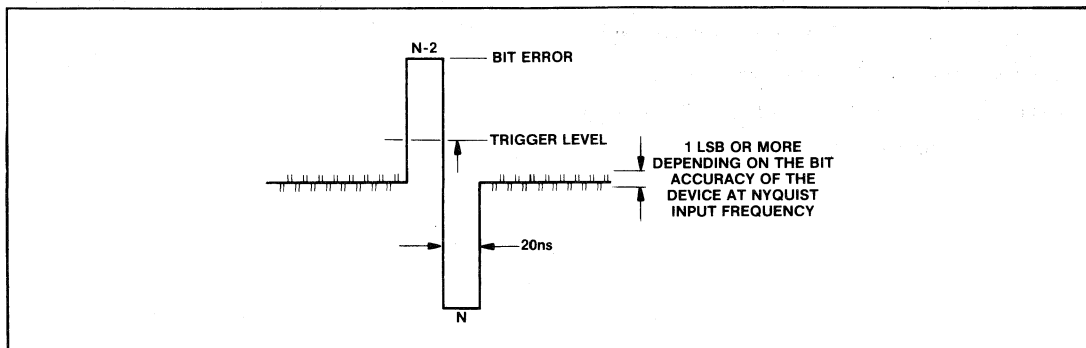 N-2
BIT ERROR
TRIGGER LEVEL
1 LSB OR MORE
DEPENDING ON THE BIT
ACCURACY OF THE
DEVICE AT NYQUIST
INPUT FREQUENCY
20ns
N